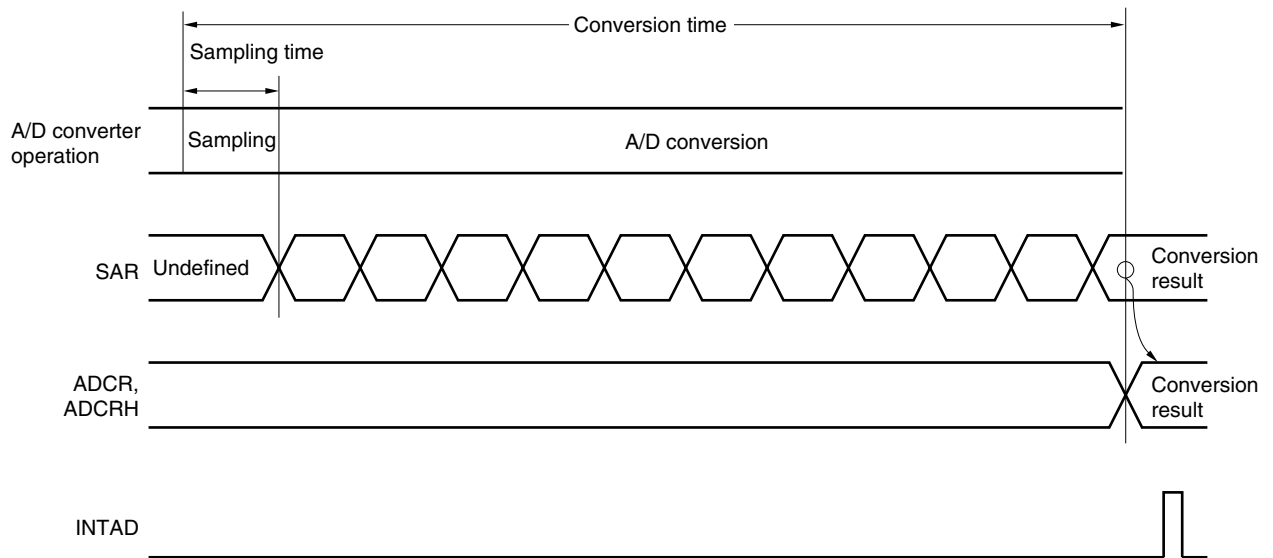 Conversion time
Sampling time
A/D converter
operation
Sampling
A/D conversion
SAR
Undefined
Conversion
result
ADCR,
ADCRH
Conversion
result
INTAD